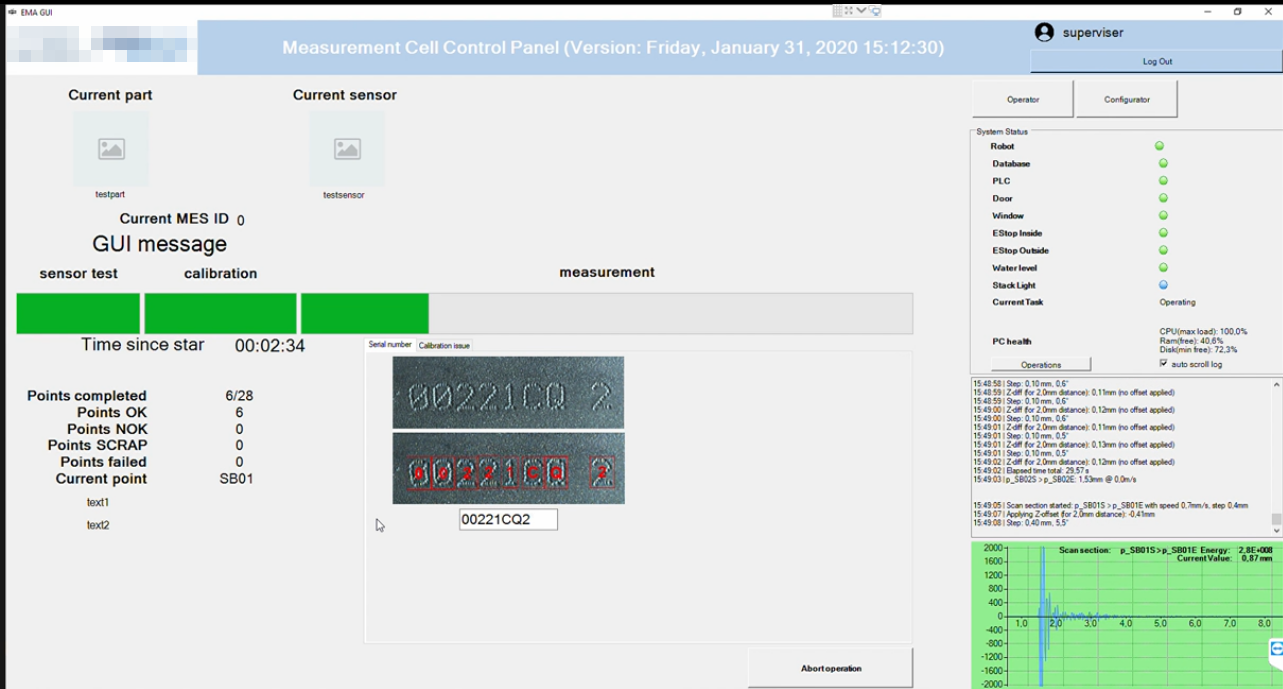 EMA GUI
Measurement Cell Control Panel (Version: Friday, January 31, 2020 15:12:30)
superviser
Log Out
Current part
Current sensor
Operator
Configurator
testpart
testsensor
Current MES ID 0
GUI message
sensor test
calibration
measurement
Time since star 00:02:34
Points completed 6/28
Points OK 6
Points NOK 0
Points SCRAP 0
Points failed 0
Current point SB01
text1
text2
Serial number
Calibration issue
00221CQ 2
00221CQ 2
00221CQ2
Abort operation
System Status
Robot
Database
PLC
Door
Window
EStop Inside
EStop Outside
Water level
Stack Light
Current Task Operating
PC health
CPU(max load): 100,0%
Ram(free): 40,6%
Disk(min free): 72,3%
Operations
auto scroll log
15:48:58 | Step: 0,10 mm, 0,6"
15:48:59 | Z-diff (for 2,0mm distance): 0,11mm (no offset applied)
15:48:59 | Step: 0,10 mm, 0,6"
15:49:00 | Z-diff (for 2,0mm distance): 0,12mm (no offset applied)
15:49:00 | Step: 0,10 mm, 0,6"
15:49:01 | Z-diff (for 2,0mm distance): 0,11mm (no offset applied)
15:49:01 | Step: 0,10 mm, 0,5"
15:49:01 | Z-diff (for 2,0mm distance): 0,13mm (no offset applied)
15:49:01 | Step: 0,10 mm, 0,5"
15:49:02 | Z-diff (for 2,0mm distance): 0,12mm (no offset applied)
15:49:02 | Elapsed time total: 29,57 s
15:49:03 | p_SB02S > p_SB02E: 1,53mm @ 0,0m/s
15:49:05 | Scan section started: p_SB01S > p_SB01E with speed 0,7mm/s, step 0,4mm
15:49:07 | Applying Z-offset (for 2,0mm distance): -0,41mm
15:49:08 | Step: 0,40 mm, 5,5"
Scan section: p_SB01S>p_SB01E Energy: 2,8E+008
Current Value: 0,87 mm
2000
1600
1200
800
400
0
-400
-800
-1200
-1600
-2000
1,0 2,0 3,0 4,0 5,0 6,0 7,0 8,0